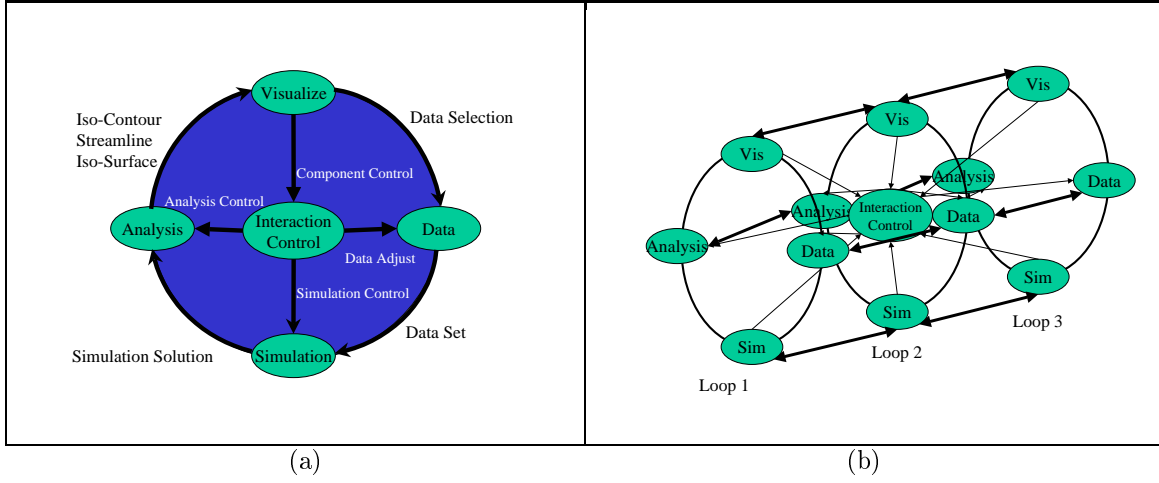 Visualize
Iso-Contour
Streamline
Iso-Surface
Data Selection
Component Control
Analysis Control
Analysis
Interaction
Control
Data
Data Adjust
Simulation Control
Simulation Solution
Simulation
Data Set
(a)
Vis
Vis
Vis
Analysis
Data
Analysis
Interaction
Control
Data
Analysis
Data
Sim
Sim
Sim
Loop 3
Loop 2
Loop 1
(b)